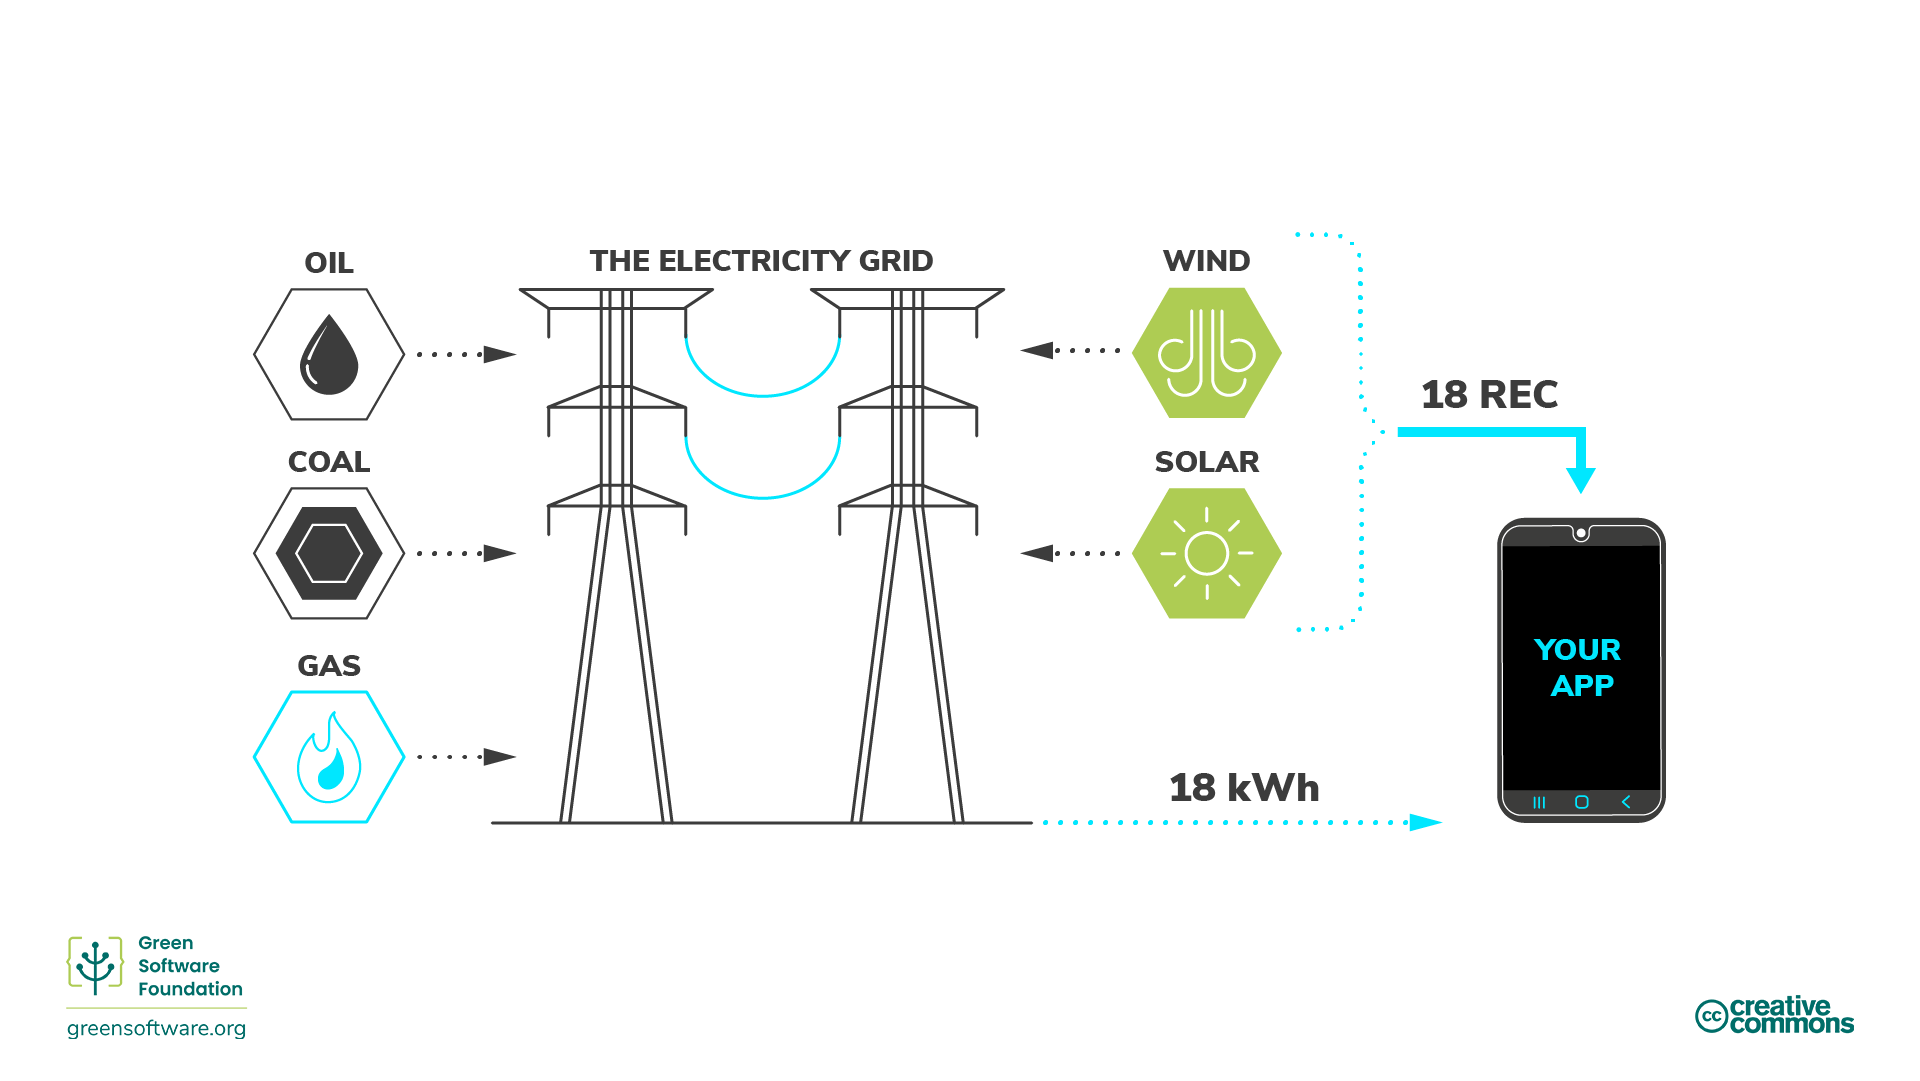 OIL
THE ELECTRICITY GRID
WIND
COAL
SOLAR
18 REC
GAS
YOUR
APP
18 kWh
Green
Software
Foundation
greensoftware.org
cc creative
commons